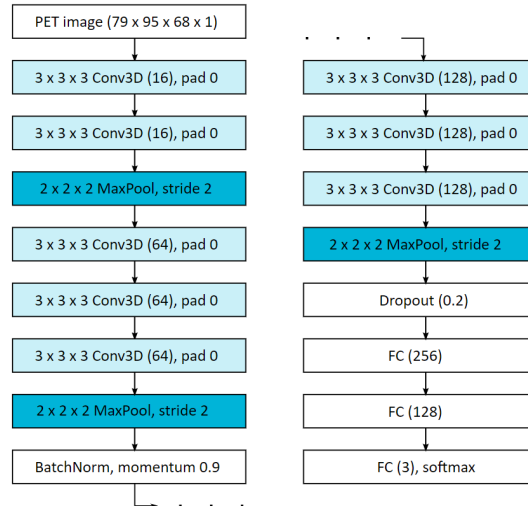 PET image (79 x 95 x 68 x 1)
3 x 3 x 3 Conv3D (16), pad 0
3 x 3 x 3 Conv3D (16), pad 0
2 x 2 x 2 MaxPool, stride 2
3 x 3 x 3 Conv3D (64), pad 0
3 x 3 x 3 Conv3D (64), pad 0
3 x 3 x 3 Conv3D (64), pad 0
2 x 2 x 2 MaxPool, stride 2
BatchNorm, momentum 0.9
3 x 3 x 3 Conv3D (128), pad 0
3 x 3 x 3 Conv3D (128), pad 0
3 x 3 x 3 Conv3D (128), pad 0
2 x 2 x 2 MaxPool, stride 2
Dropout (0.2)
FC (256)
FC (128)
FC (3), softmax